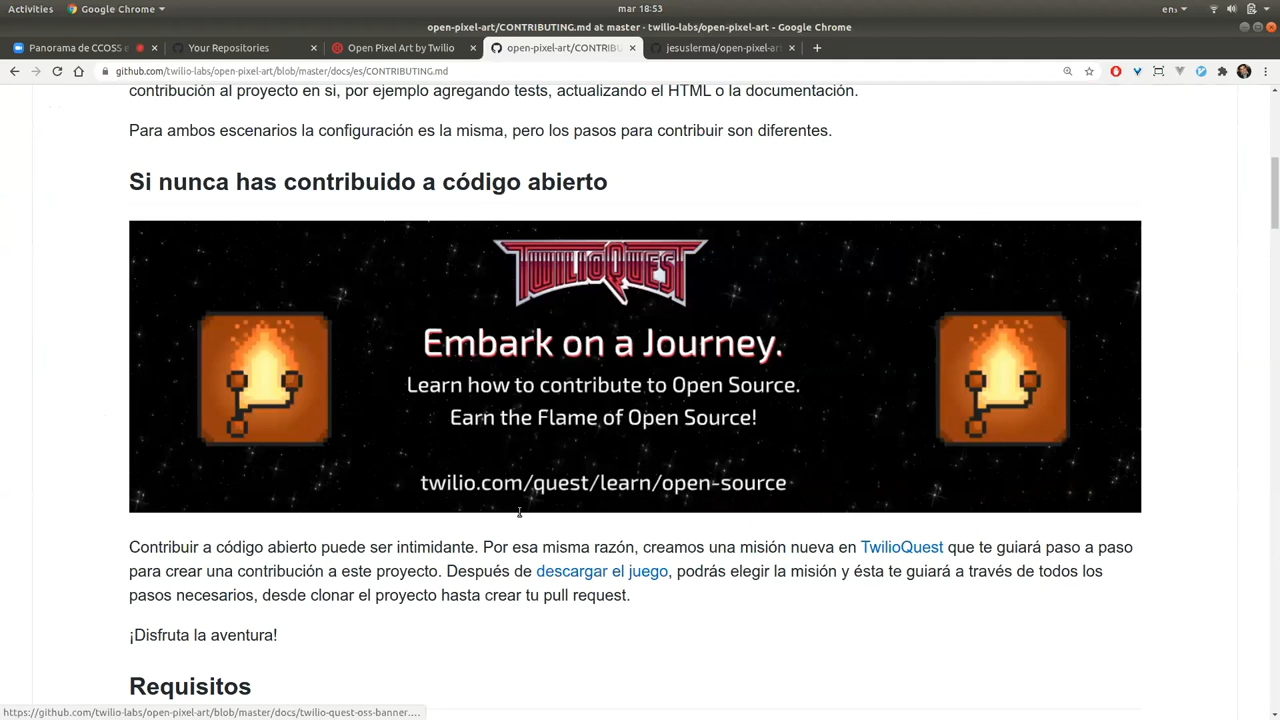 Activities
Google Chrome
mar 18:53
en₃
open-pixel-art/CONTRIBUTING.md at master · twilio-labs/open-pixel-art - Google Chrome
Panorama de CCOSS e
Your Repositories
Open Pixel Art by Twilio
open-pixel-art/CONTRIBU
jesuslerma/open-pixel-art
github.com/twilio-labs/open-pixel-art/blob/master/docs/es/CONTRIBUTING.md
contribución al proyecto en si, por ejemplo agregando tests, actualizando el HTML o la documentación.
Para ambos escenarios la configuración es la misma, pero los pasos para contribuir son diferentes.
Si nunca has contribuido a código abierto
TWILIOQUEST
Embark on a Journey.
Learn how to contribute to Open Source.
Earn the Flame of Open Source!
twilio.com/quest/learn/open-source
Contribuir a código abierto puede ser intimidante. Por esa misma razón, creamos una misión nueva en TwilioQuest que te guiará paso a paso
para crear una contribución a este proyecto. Después de descargar el juego, podrás elegir la misión y ésta te guiará a través de todos los
pasos necesarios, desde clonar el proyecto hasta crear tu pull request.
¡Disfruta la aventura!
Requisitos
https://github.com/twilio-labs/open-pixel-art/blob/master/docs/twilio-quest-oss-banner....